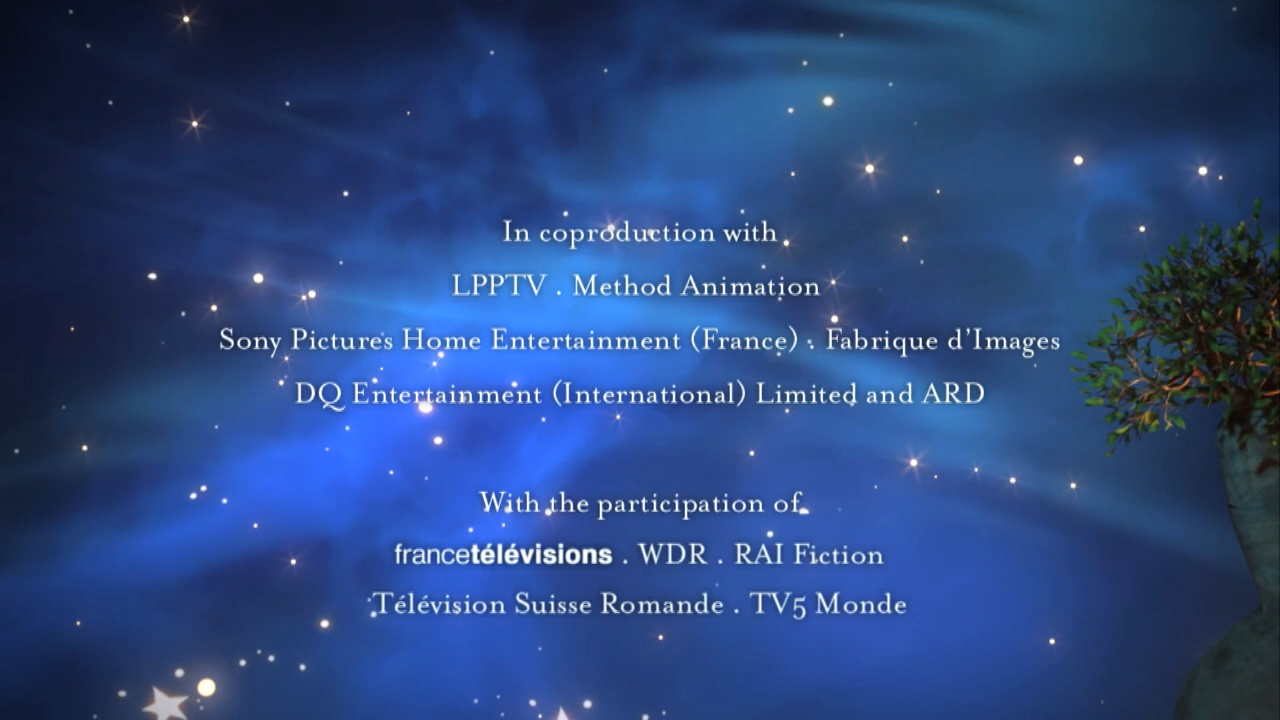 In coproduction with
LPPTV . Method Animation
Sony Pictures Home Entertainment (France) . Fabrique d'Images
DQ Entertainment (International) Limited and ARD
With the participation of
francetélévisions . WDR . RAI Fiction
Télévision Suisse Romande . TV5 Monde